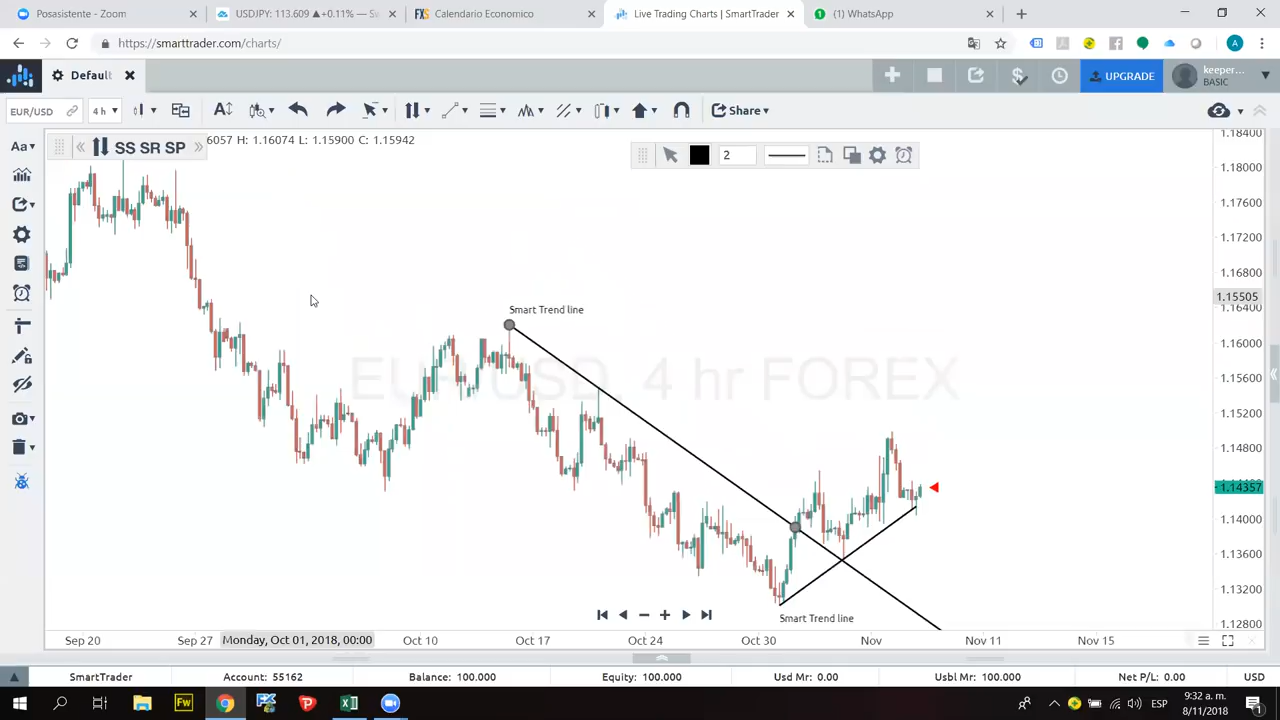 Posasistente - Zoom
USDJPY: 113.609 ▲+0.11% — Sv
Calendario Economico
Live Trading Charts | SmartTrader
(1) WhatsApp
https://smarttrader.com/charts/
Default
UPGRADE
keeper...
BASIC
EUR/USD
4 h
Share
Aa
SS SR SP
6057 H: 1.16074 L: 1.15900 C: 1.15942
2
1.18400
1.18000
1.17600
1.17200
1.16800
1.15505
1.16400
1.16000
1.15600
1.15200
1.14800
1.14357
1.14000
1.13600
1.13200
1.12800
Smart Trend line
EUR/USD, 4 hr FOREX
Smart Trend line
Sep 20
Sep 27
Monday, Oct 01, 2018, 00:00
Oct 10
Oct 17
Oct 24
Oct 30
Nov
Nov 11
Nov 15
SmartTrader
Account: 55162
Balance: 100.000
Equity: 100.000
Usd Mr: 0.00
Usbl Mr: 100.000
Net P/L: 0.00
USD
Fw
ESP
9:32 a. m.
8/11/2018